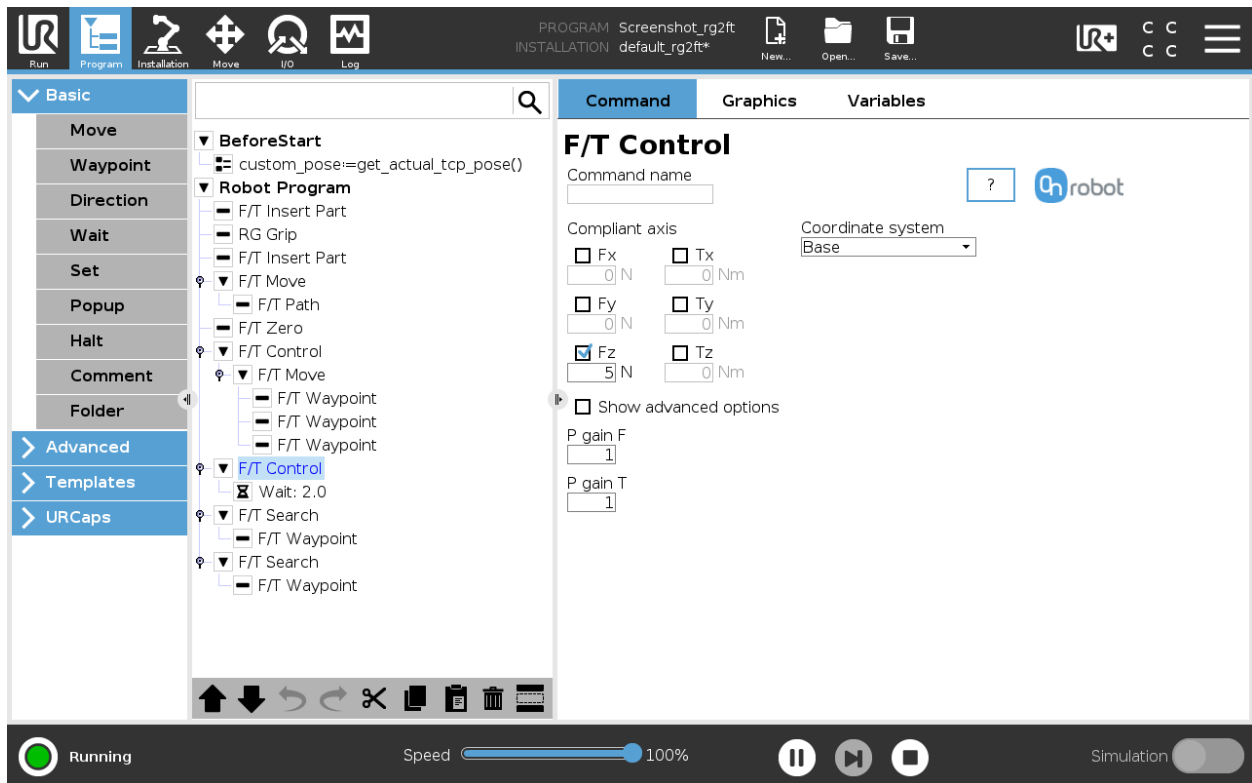 PROGRAM Screenshot_rg2ft
INSTALLATION default_rg2ft*
UR
Run
Program
Installation
Move
I/O
Log
New...
Open...
Save...
UR+
C C
C C
Basic
Move
Waypoint
Direction
Wait
Set
Popup
Halt
Comment
Folder
Advanced
Templates
URCaps
BeforeStart
custom_pose:=get_actual_tcp_pose()
Robot Program
F/T Insert Part
RG Grip
F/T Insert Part
F/T Move
F/T Path
F/T Zero
F/T Control
F/T Move
F/T Waypoint
F/T Waypoint
F/T Waypoint
F/T Control
Wait: 2.0
F/T Search
F/T Waypoint
F/T Search
F/T Waypoint
Command Graphics Variables
F/T Control
Command name
? On robot
Compliant axis
Coordinate system
Base
Fx Tx
0 N 0 Nm
Fy Ty
0 N 0 Nm
Fz Tz
5 N 0 Nm
Show advanced options
P gain F
1
P gain T
1
Running
Speed 100%
Simulation